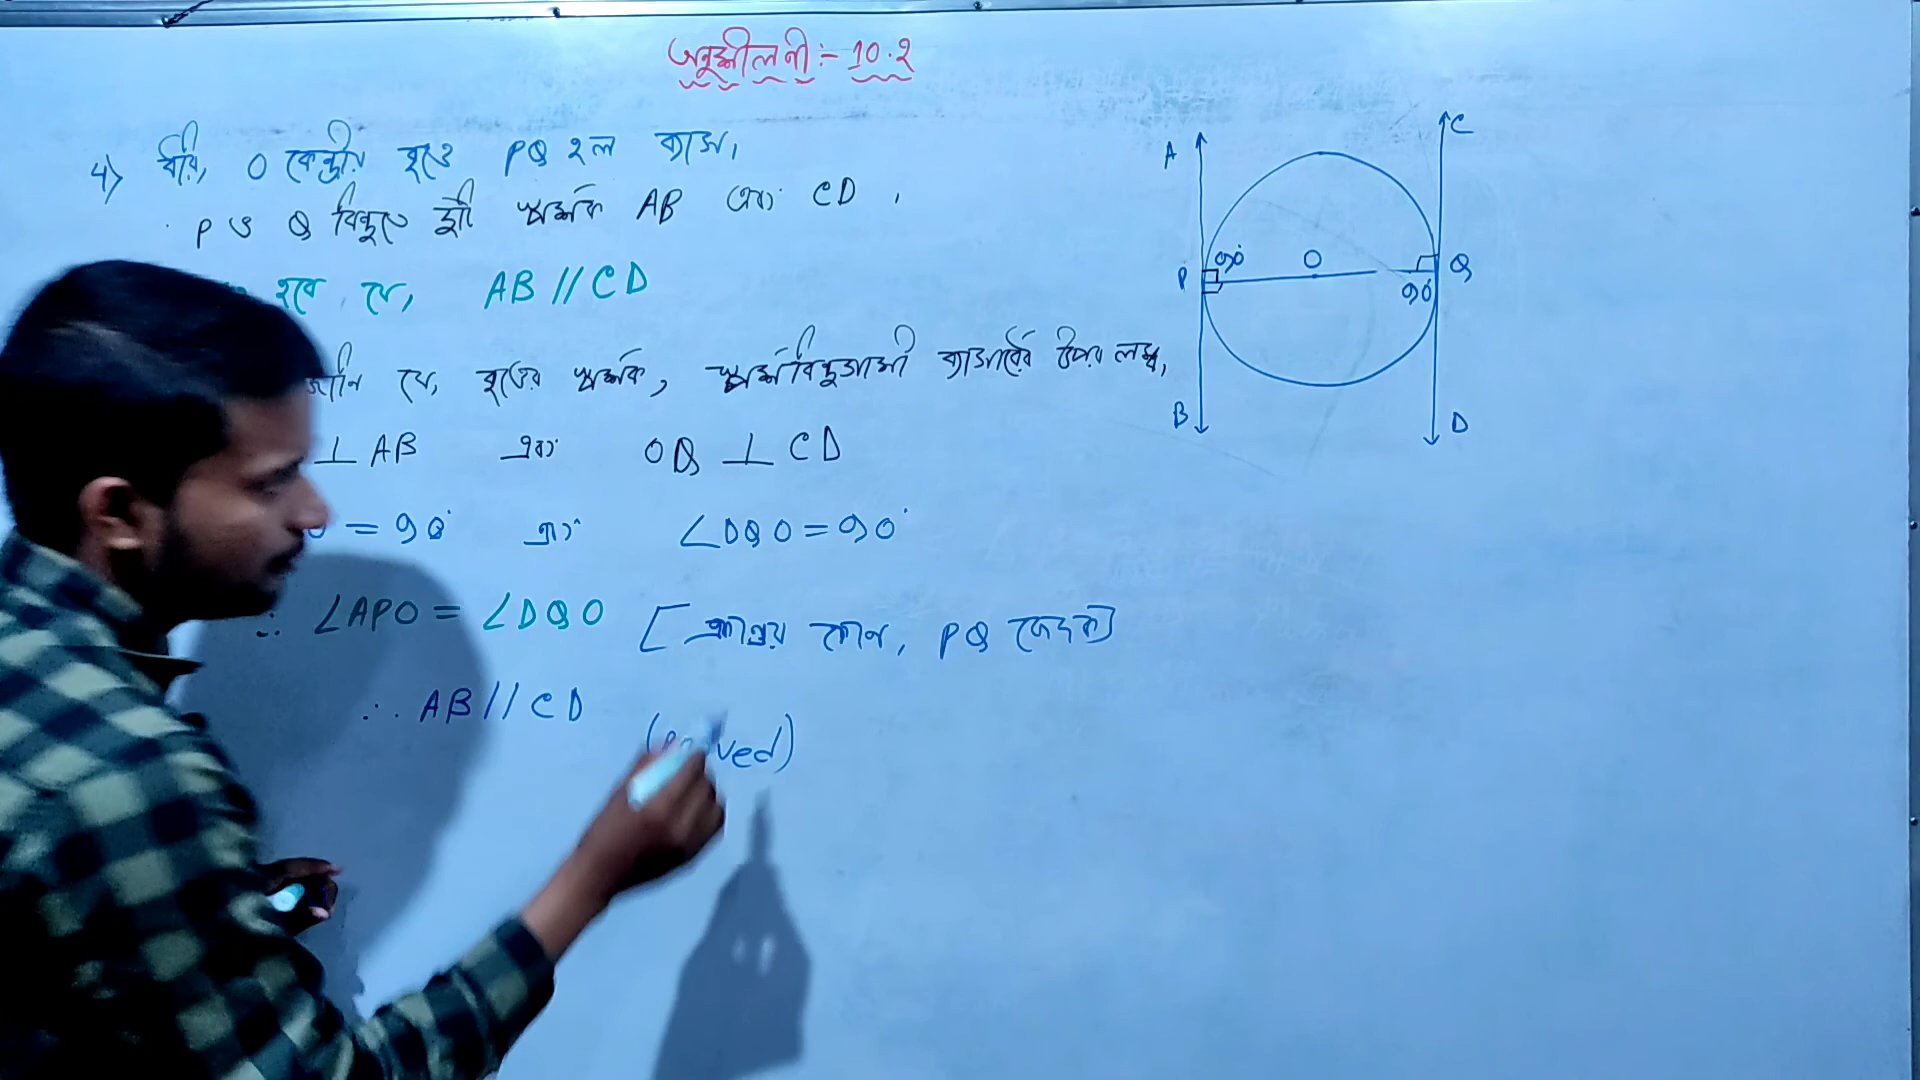 অনুশীলনী :- 10.2
4) ধরি, O কেন্দ্রীয় বৃত্তে PQ হল ব্যাস,
P ও Q বিন্দুতে দুটি স্পর্শক AB এবং CD ,
হবে যে, AB // CD
জানি যে, বৃত্তের স্পর্শক, স্পর্শবিন্দুগামী ব্যাসার্ধের উপর লম্ব,
⊥ AB এবং OQ ⊥ CD
= 90° এবং ∠DQO = 90°
∴ ∠APO = ∠DQO [ একান্তর কোন, PQ ছেদক]
∴ AB // CD
A
C
P
90°
O
Q
90°
B
D